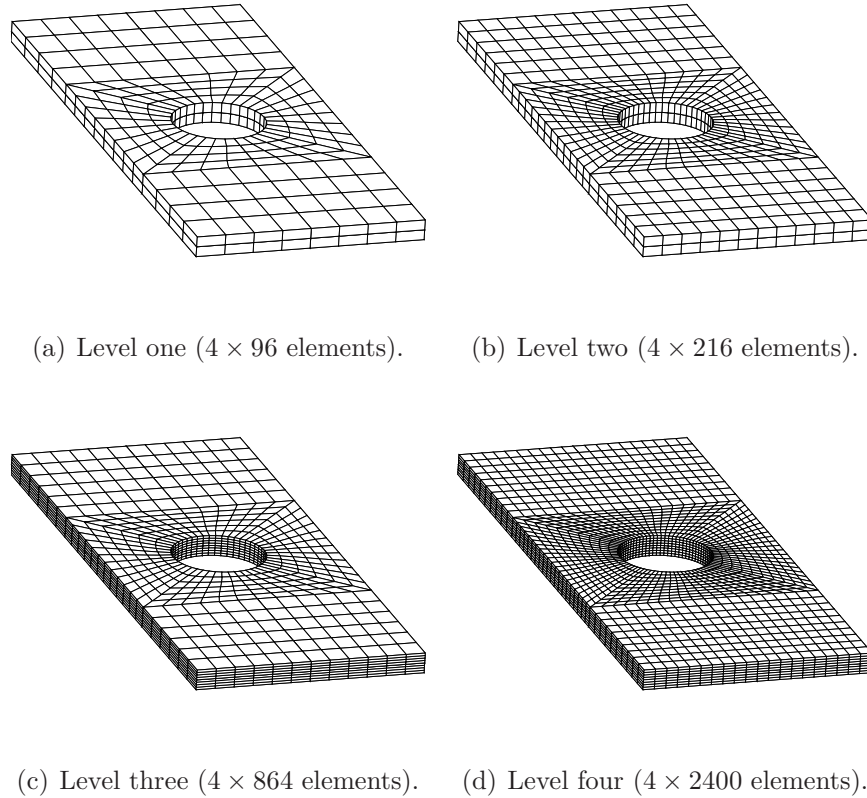 (a) Level one (4 × 96 elements).
(b) Level two (4 × 216 elements).
(c) Level three (4 × 864 elements).
(d) Level four (4 × 2400 elements).